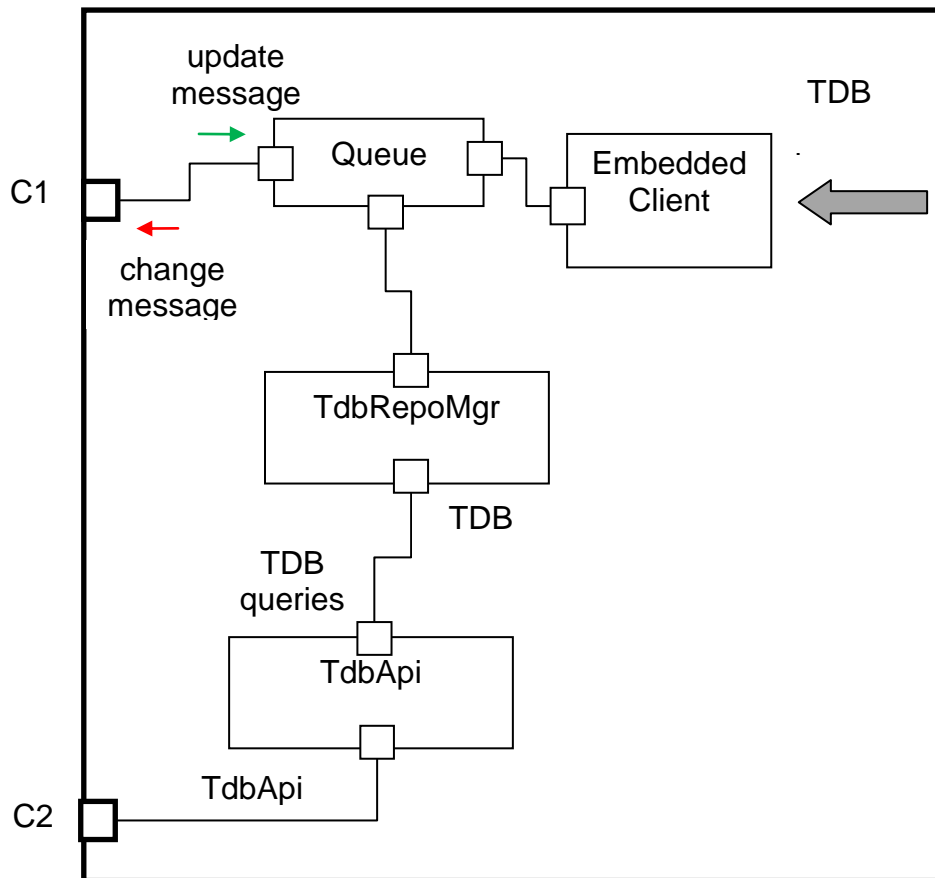 update
message
TDB
Queue
Embedded
Client
C1
change
message
TdbRepoMgr
TDB
TDB
queries
TdbApi
TdbApi
C2